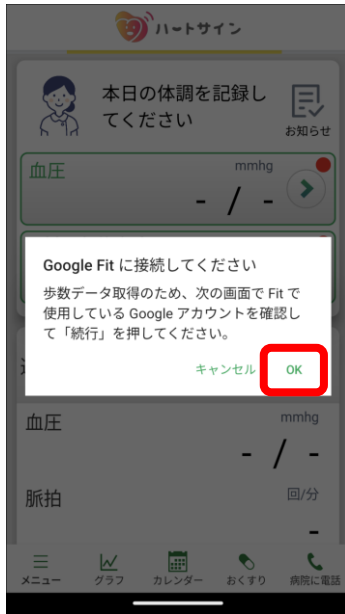 ハートサイン
本日の体調を記録し
てください
お知らせ
血圧
mmhg
- / -
Google Fit に接続してください
歩数データ取得のため、次の画面で Fit で
使用している Google アカウントを確認し
て「続行」を押してください。
キャンセル
OK
血圧
mmhg
- / -
脈拍
回/分
-
メニュー
グラフ
カレンダー
おくすり
病院に電話